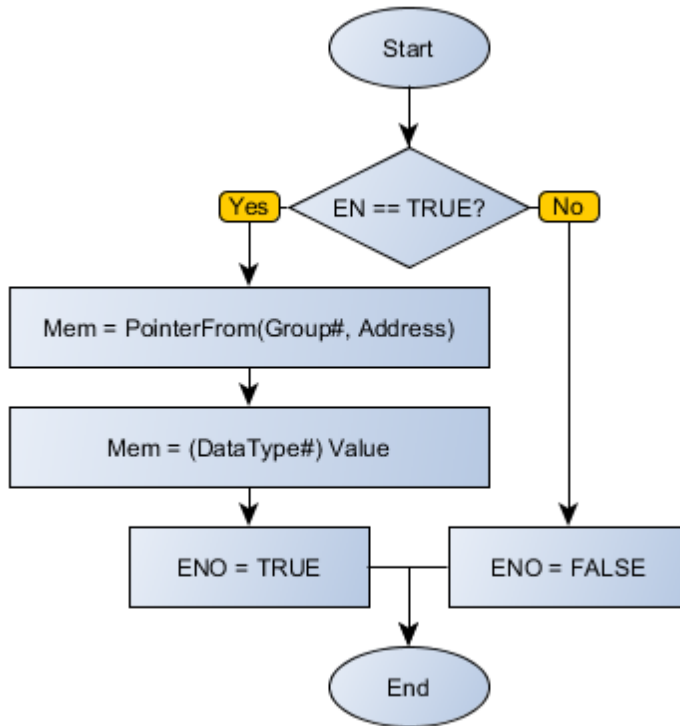 Start
EN == TRUE?
Yes
No
Mem = PointerFrom(Group#, Address)
Mem = (DataType#) Value
ENO = TRUE
ENO = FALSE
End